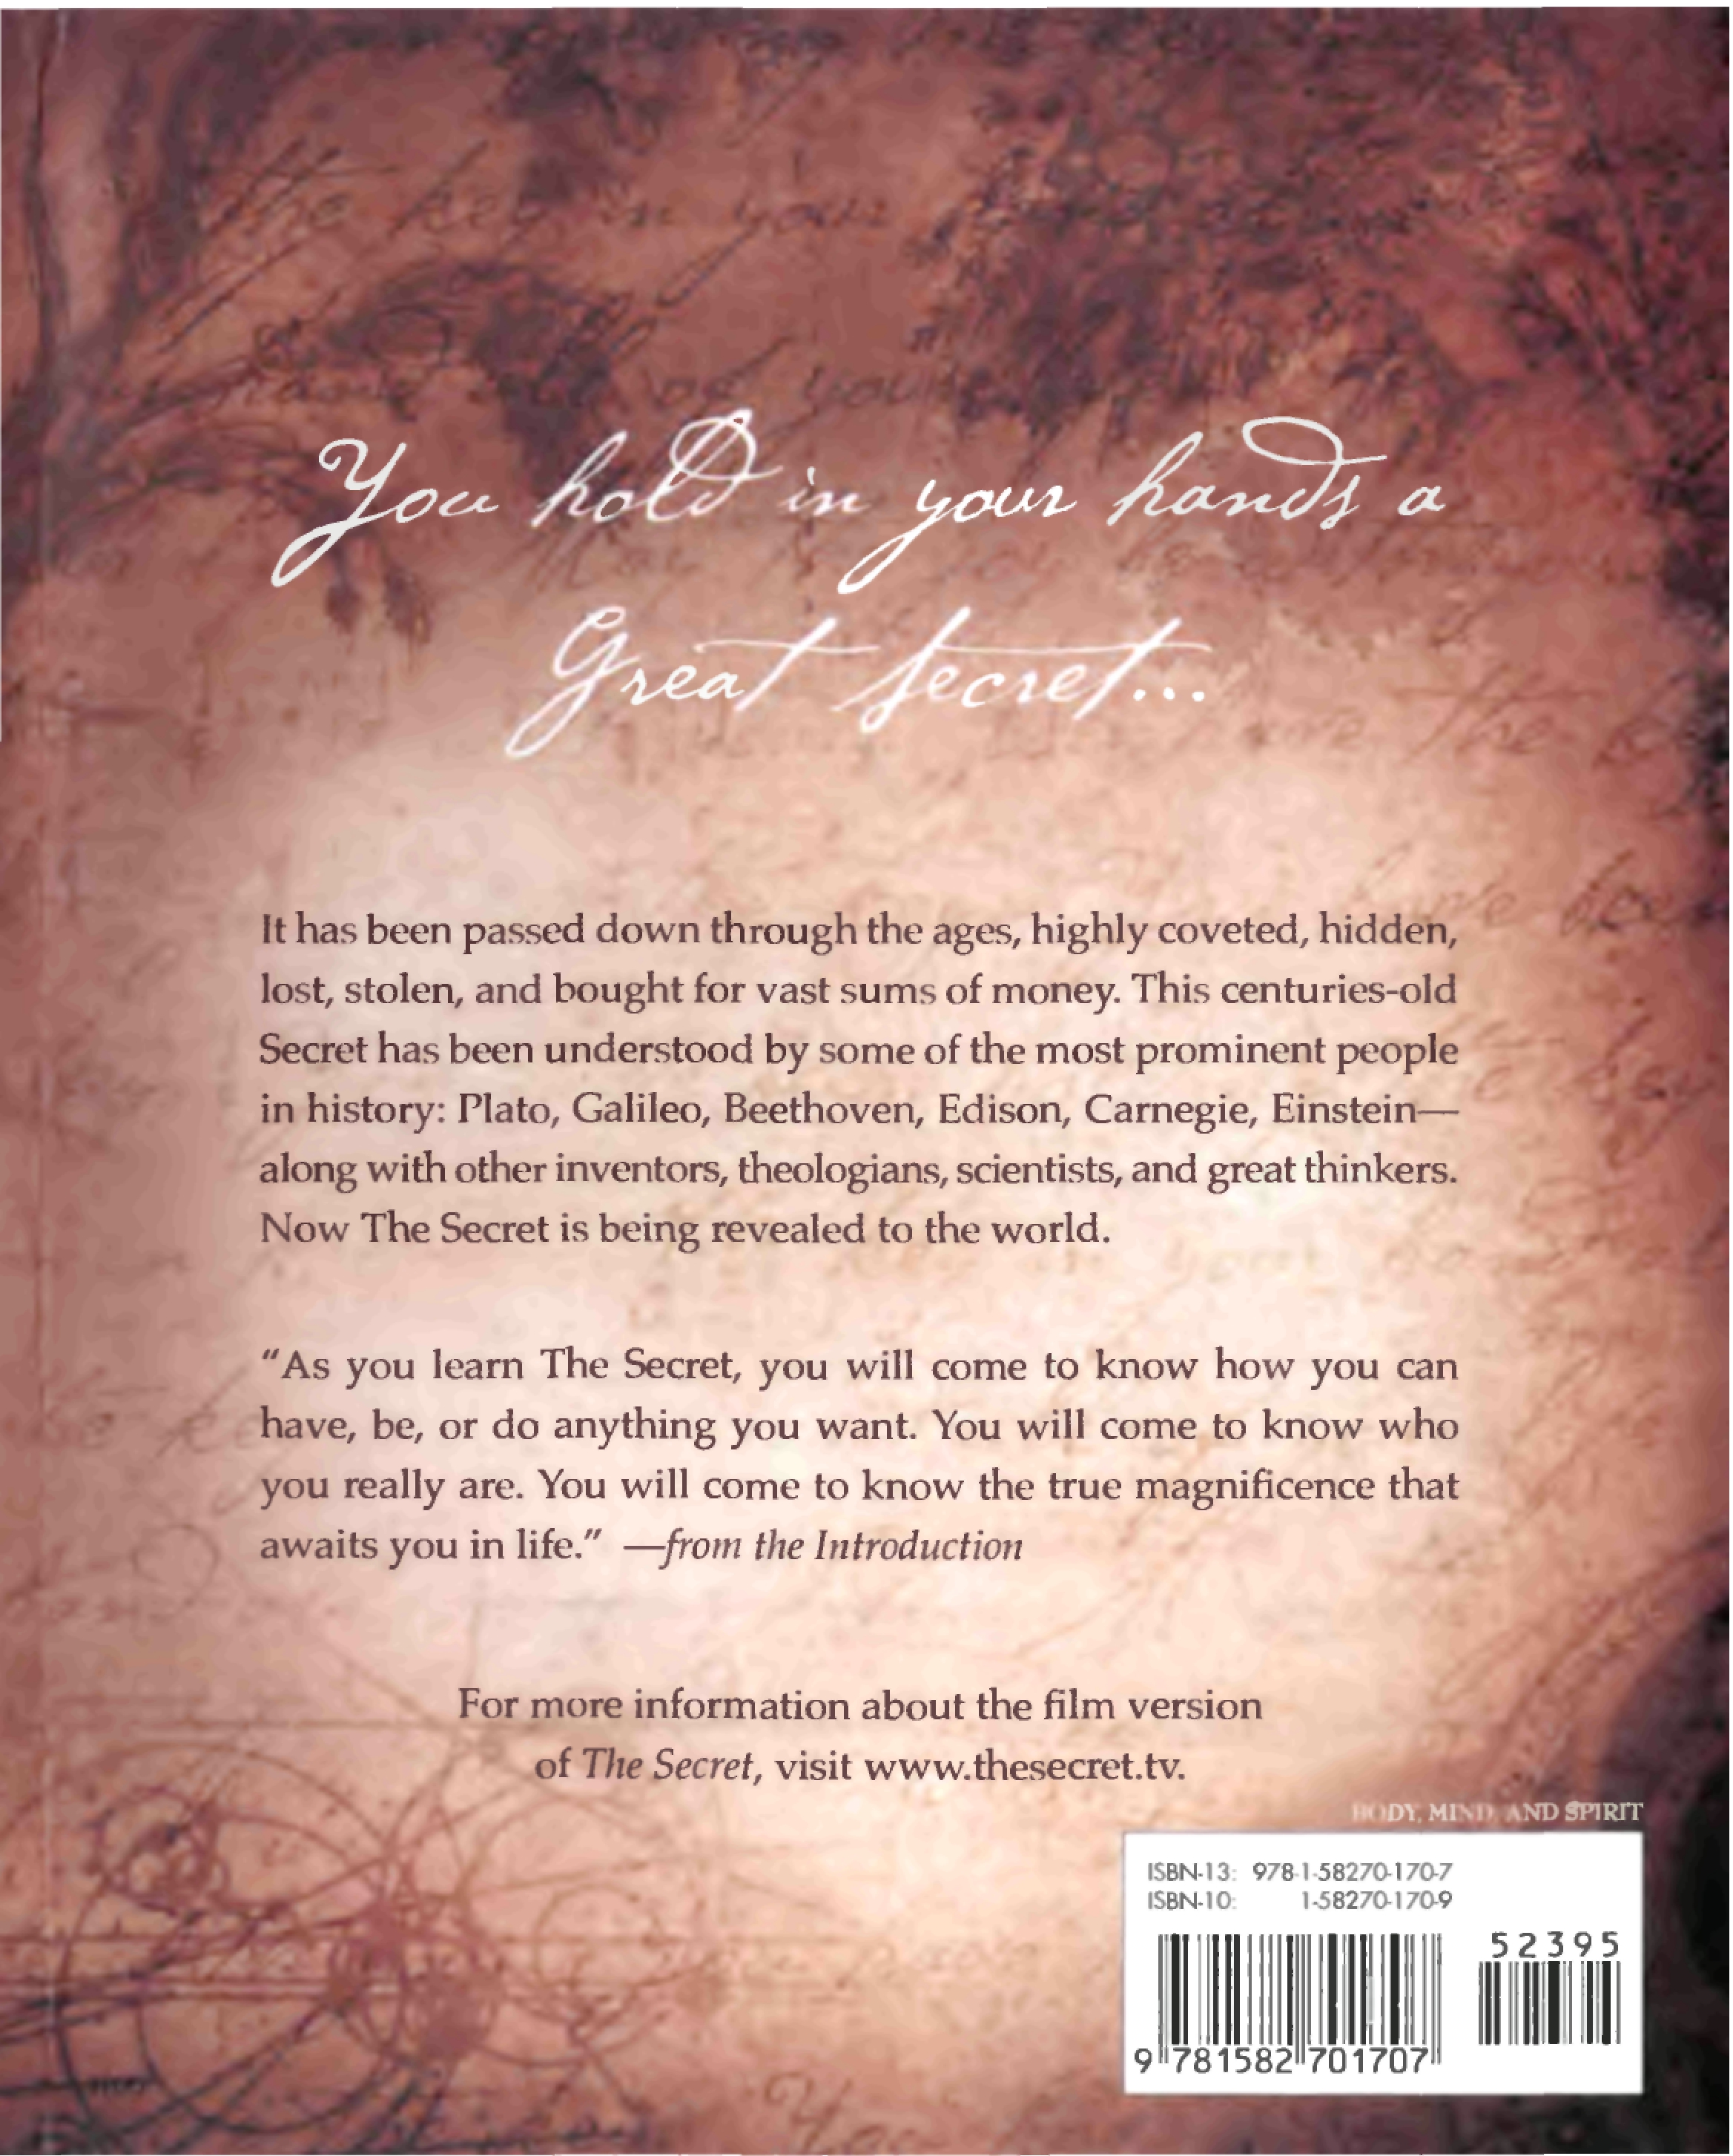 You hold in your hands a
Great Secret...
It has been passed down through the ages, highly coveted, hidden,
lost, stolen, and bought for vast sums of money. This centuries-old
Secret has been understood by some of the most prominent people
in history: Plato, Galileo, Beethoven, Edison, Carnegie, Einstein—
along with other inventors, theologians, scientists, and great thinkers.
Now The Secret is being revealed to the world.
“As you learn The Secret, you will come to know how you can
have, be, or do anything you want. You will come to know who
you really are. You will come to know the true magnificence that
awaits you in life.” —from the Introduction
For more information about the film version
of The Secret, visit www.thesecret.tv.
BODY, MIND, AND SPIRIT
ISBN-13: 978-1-58270-170-7
ISBN-10: 1-58270-170-9
52395
9 781582 701707